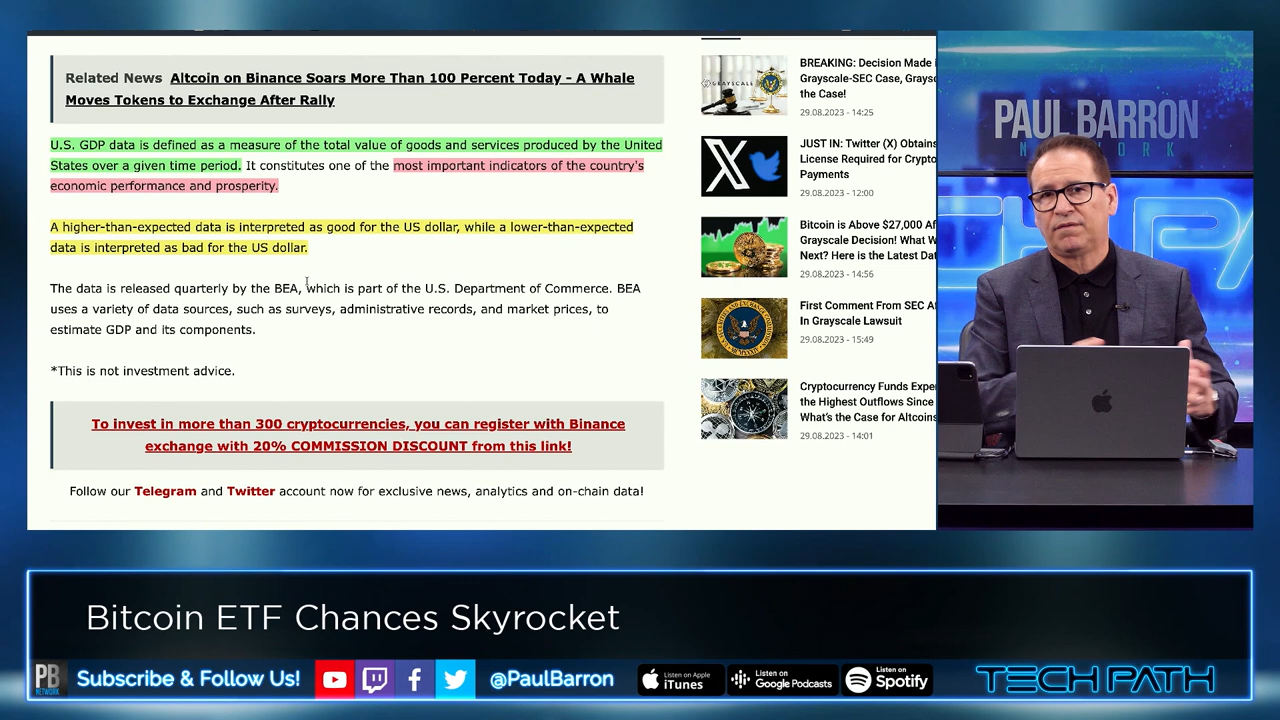 Related News Altcoin on Binance Soars More Than 100 Percent Today - A Whale
Moves Tokens to Exchange After Rally
U.S. GDP data is defined as a measure of the total value of goods and services produced by the United
States over a given time period. It constitutes one of the most important indicators of the country's
economic performance and prosperity.
A higher-than-expected data is interpreted as good for the US dollar, while a lower-than-expected
data is interpreted as bad for the US dollar.
The data is released quarterly by the BEA, which is part of the U.S. Department of Commerce. BEA
uses a variety of data sources, such as surveys, administrative records, and market prices, to
estimate GDP and its components.
*This is not investment advice.
To invest in more than 300 cryptocurrencies, you can register with Binance
exchange with 20% COMMISSION DISCOUNT from this link!
Follow our Telegram and Twitter account now for exclusive news, analytics and on-chain data!
GRAYSCALE
BREAKING: Decision Made
Grayscale-SEC Case,
the Case!
29.08.2023 - 14:25
JUST IN: Twitter (X) Obtains
License Required for Crypto
Payments
29.08.2023 - 12:00
Bitcoin is Above $27,000
Grayscale Decision! What
Next? Here is the Latest
29.08.2023 - 14:56
First Comment From SEC
In Grayscale Lawsuit
29.08.2023 - 15:49
Cryptocurrency Funds
the Highest Outflows Since
What's the Case for Altcoins
29.08.2023 - 14:01
PAUL BARRON
NETWORK
TH PA
Bitcoin ETF Chances Skyrocket
PB
NETWORK
Subscribe & Follow Us!
@PaulBarron
Listen on Apple
iTunes
Listen on
Google Podcasts
Listen on
Spotify
TECH PATH